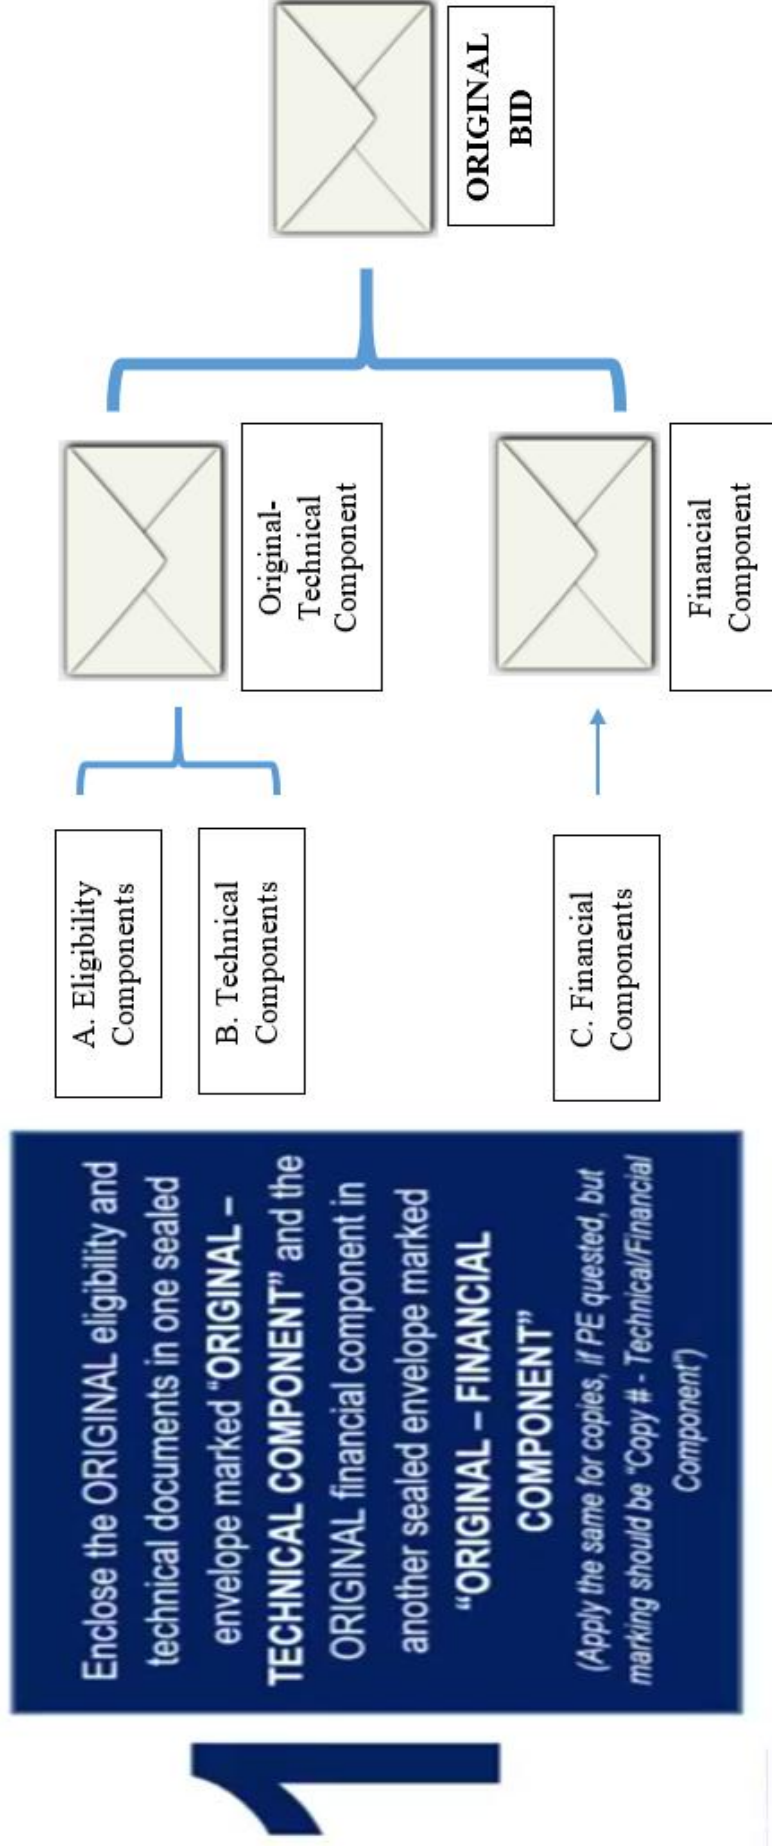 1
Enclose the ORIGINAL eligibility and
technical documents in one sealed
envelope marked “ORIGINAL –
TECHNICAL COMPONENT” and the
ORIGINAL financial component in
another sealed envelope marked
“ORIGINAL – FINANCIAL
COMPONENT”
(Apply the same for copies, if PE quested, but
marking should be “Copy # - Technical/Financial
Component”)
A. Eligibility
Components
B. Technical
Components
C. Financial
Components
Original-
Technical
Component
Financial
Component
ORIGINAL
BID